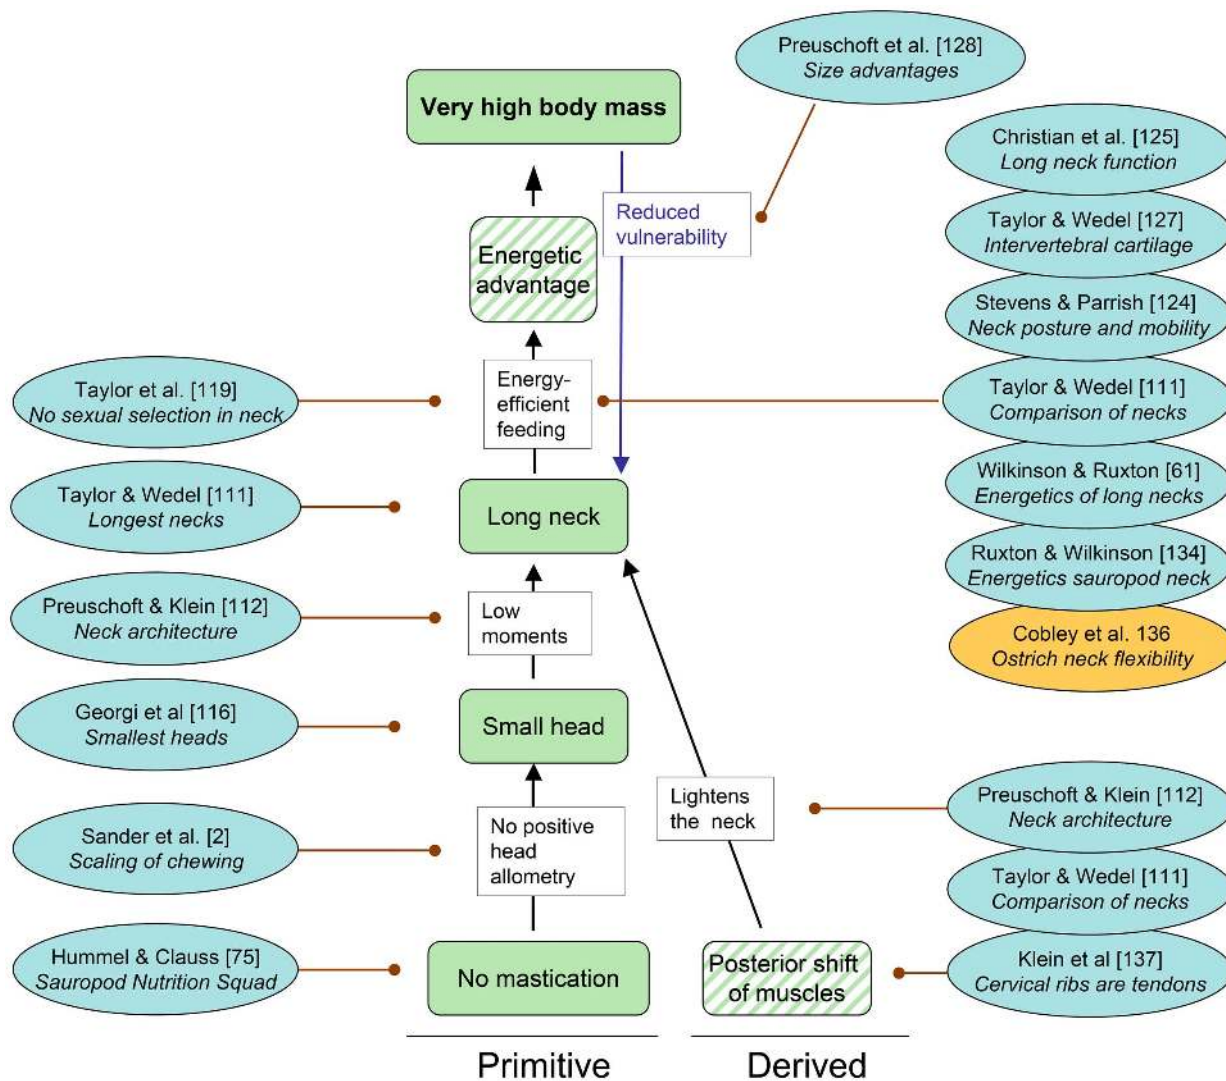 Preuschoft et al. [128]
Size advantages
Very high body mass
Christian et al. [125]
Long neck function
Reduced
vulnerability
Taylor & Wedel [127]
Intervertebral cartilage
Energetic
advantage
Stevens & Parrish [124]
Neck posture and mobility
Taylor et al. [119]
No sexual selection in neck
Energy-
efficient
feeding
Taylor & Wedel [111]
Comparison of necks
Taylor & Wedel [111]
Longest necks
Long neck
Wilkinson & Ruxton [61]
Energetics of long necks
Ruxton & Wilkinson [134]
Energetics sauropod neck
Preuschoft & Klein [112]
Neck architecture
Low
moments
Cobley et al. 136
Ostrich neck flexibility
Georgi et al [116]
Smallest heads
Small head
Lightens
the neck
Preuschoft & Klein [112]
Neck architecture
Sander et al. [2]
Scaling of chewing
No positive
head
allometry
Taylor & Wedel [111]
Comparison of necks
Hummel & Clauss [75]
Sauropod Nutrition Squad
No mastication
Posterior shift
of muscles
Klein et al [137]
Cervical ribs are tendons
Primitive
Derived